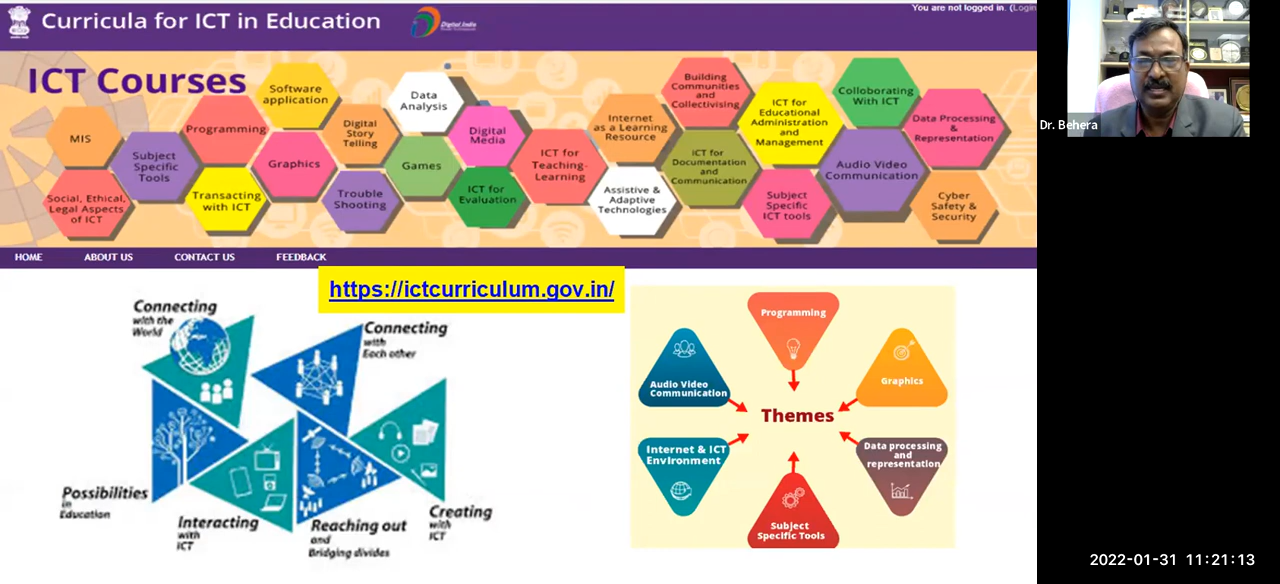 Curricula for ICT in Education
Digital India
You are not logged in. (Login
ICT Courses
MIS
Social, Ethical,
Legal Aspects
of ICT
Subject
Specific
Tools
Programming
Transacting
with ICT
Software
application
Graphics
Digital
Story
Telling
Trouble
Shooting
Data
Analysis
Games
Digital
Media
ICT for
Evaluation
ICT for
Teaching-
Learning
Internet
as a Learning
Resource
Assistive &
Adaptive
Technologies
Building
Communities
and
Collectivising
ICT for
Documentation
and
Communication
ICT for
Educational
Administration
and
Management
Subject
Specific
ICT tools
Colloborating
With ICT
Audio Video
Communication
Data Processing
&
Representation
Cyber
Safety &
Security
HOME
ABOUT US
CONTACT US
FEEDBACK
https://ictcurriculum.gov.in/
Connecting
with the
World
Connecting
with
Each other
Possibilities
in
Education
Interacting
with
ICT
Reaching out
and
Bridging divides
Creating
with
ICT
Programming
Audio Video
Communication
Graphics
Themes
Internet & ICT
Environment
Data processing
and
representation
Subject
Specific Tools
Dr. Behera
2022-01-31 11:21:13